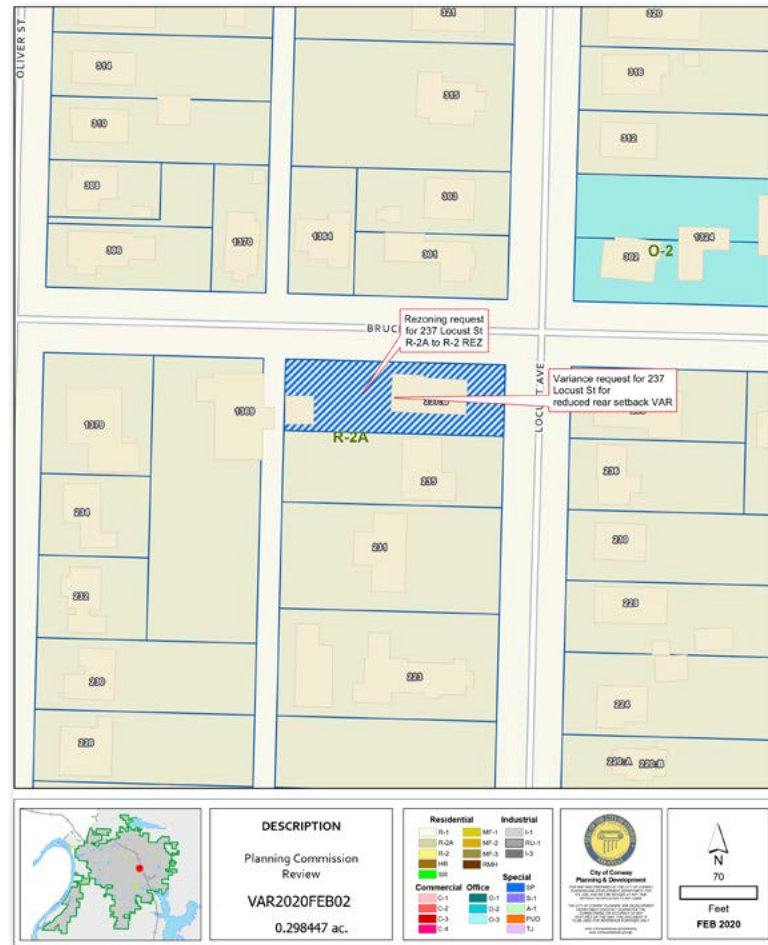 OLIVER ST
321
320
314
315
316
310
312
308
303
1370
1364
302
1324
O-2
301
BRUC
Rezoning request
for 237 Locust St
R-2A to R-2 REZ
LOCUST AVE
Variance request for 237
Locust St for
reduced rear setback VAR
1379
1389
R-2A
235
236
234
231
230
232
228
223
230
224
228
220:A 220:B
DESCRIPTION
Planning Commission
Review
VAR2020FEB02
0.298447 ac.
Residential
R-1
R-2A
R-2
HR
SR
MF-1
MF-2
MF-3
RMH
Industrial
I-1
RU-1
I-3
Commercial
C-1
C-2
C-3
C-4
Office
O-1
O-2
O-3
Special
SP
S-1
A-1
PUD
TJ
City of Conway
Planning & Development
N
70
Feet
FEB 2020